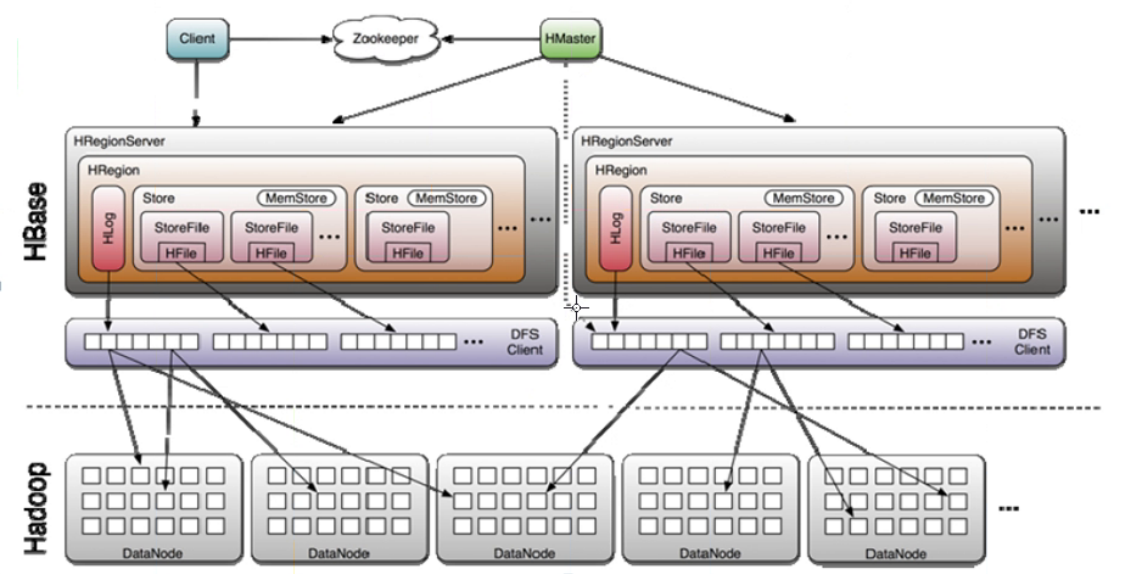 Client
Zookeeper
HMaster
HBase
HRegionServer
HRegion
HLog
Store
MemStore
StoreFile
HFile
StoreFile
HFile
...
Store
MemStore
StoreFile
HFile
...
...
DFS
Client
...
HRegionServer
HRegion
HLog
Store
MemStore
StoreFile
HFile
StoreFile
HFile
...
Store
MemStore
StoreFile
HFile
...
...
...
DFS
Client
...
Hadoop
DataNode
DataNode
DataNode
DataNode
DataNode
...